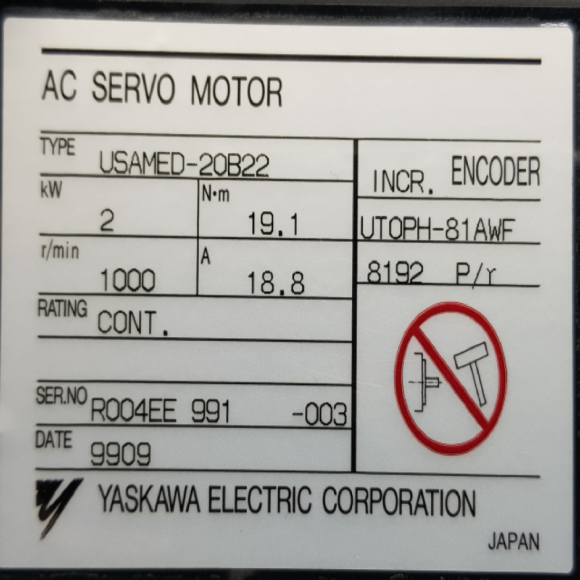 AC SERVO MOTOR
TYPE USAMED-20B22
INCR. ENCODER
kW 2 N·m 19.1
UTOPH-81AWF
r/min 1000 A 18.8
8192 P/r
RATING CONT.
SER.NO R004EE 991 -003
DATE 9909
YASKAWA ELECTRIC CORPORATION
JAPAN